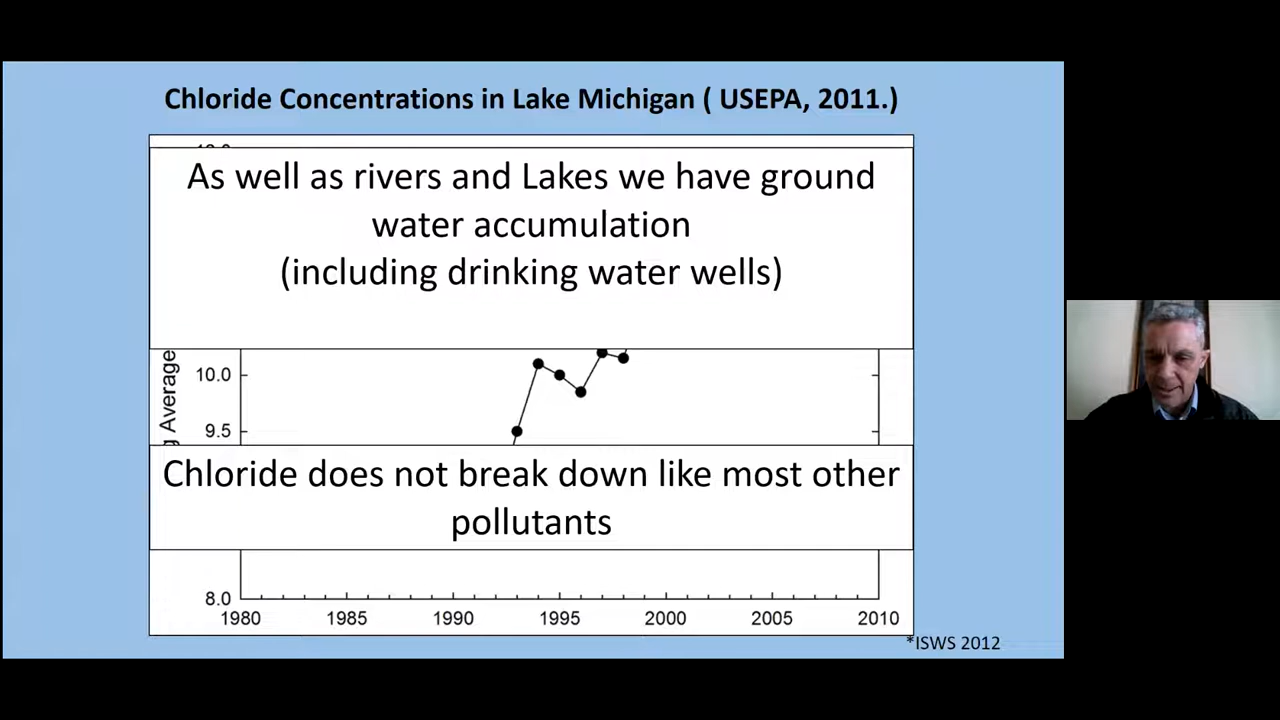 Chloride Concentrations in Lake Michigan ( USEPA, 2011.)
As well as rivers and Lakes we have ground
water accumulation
(including drinking water wells)
Average
10.0
9.5
Chloride does not break down like most other
pollutants
8.0
1980 1985 1990 1995 2000 2005 2010
*ISWS 2012